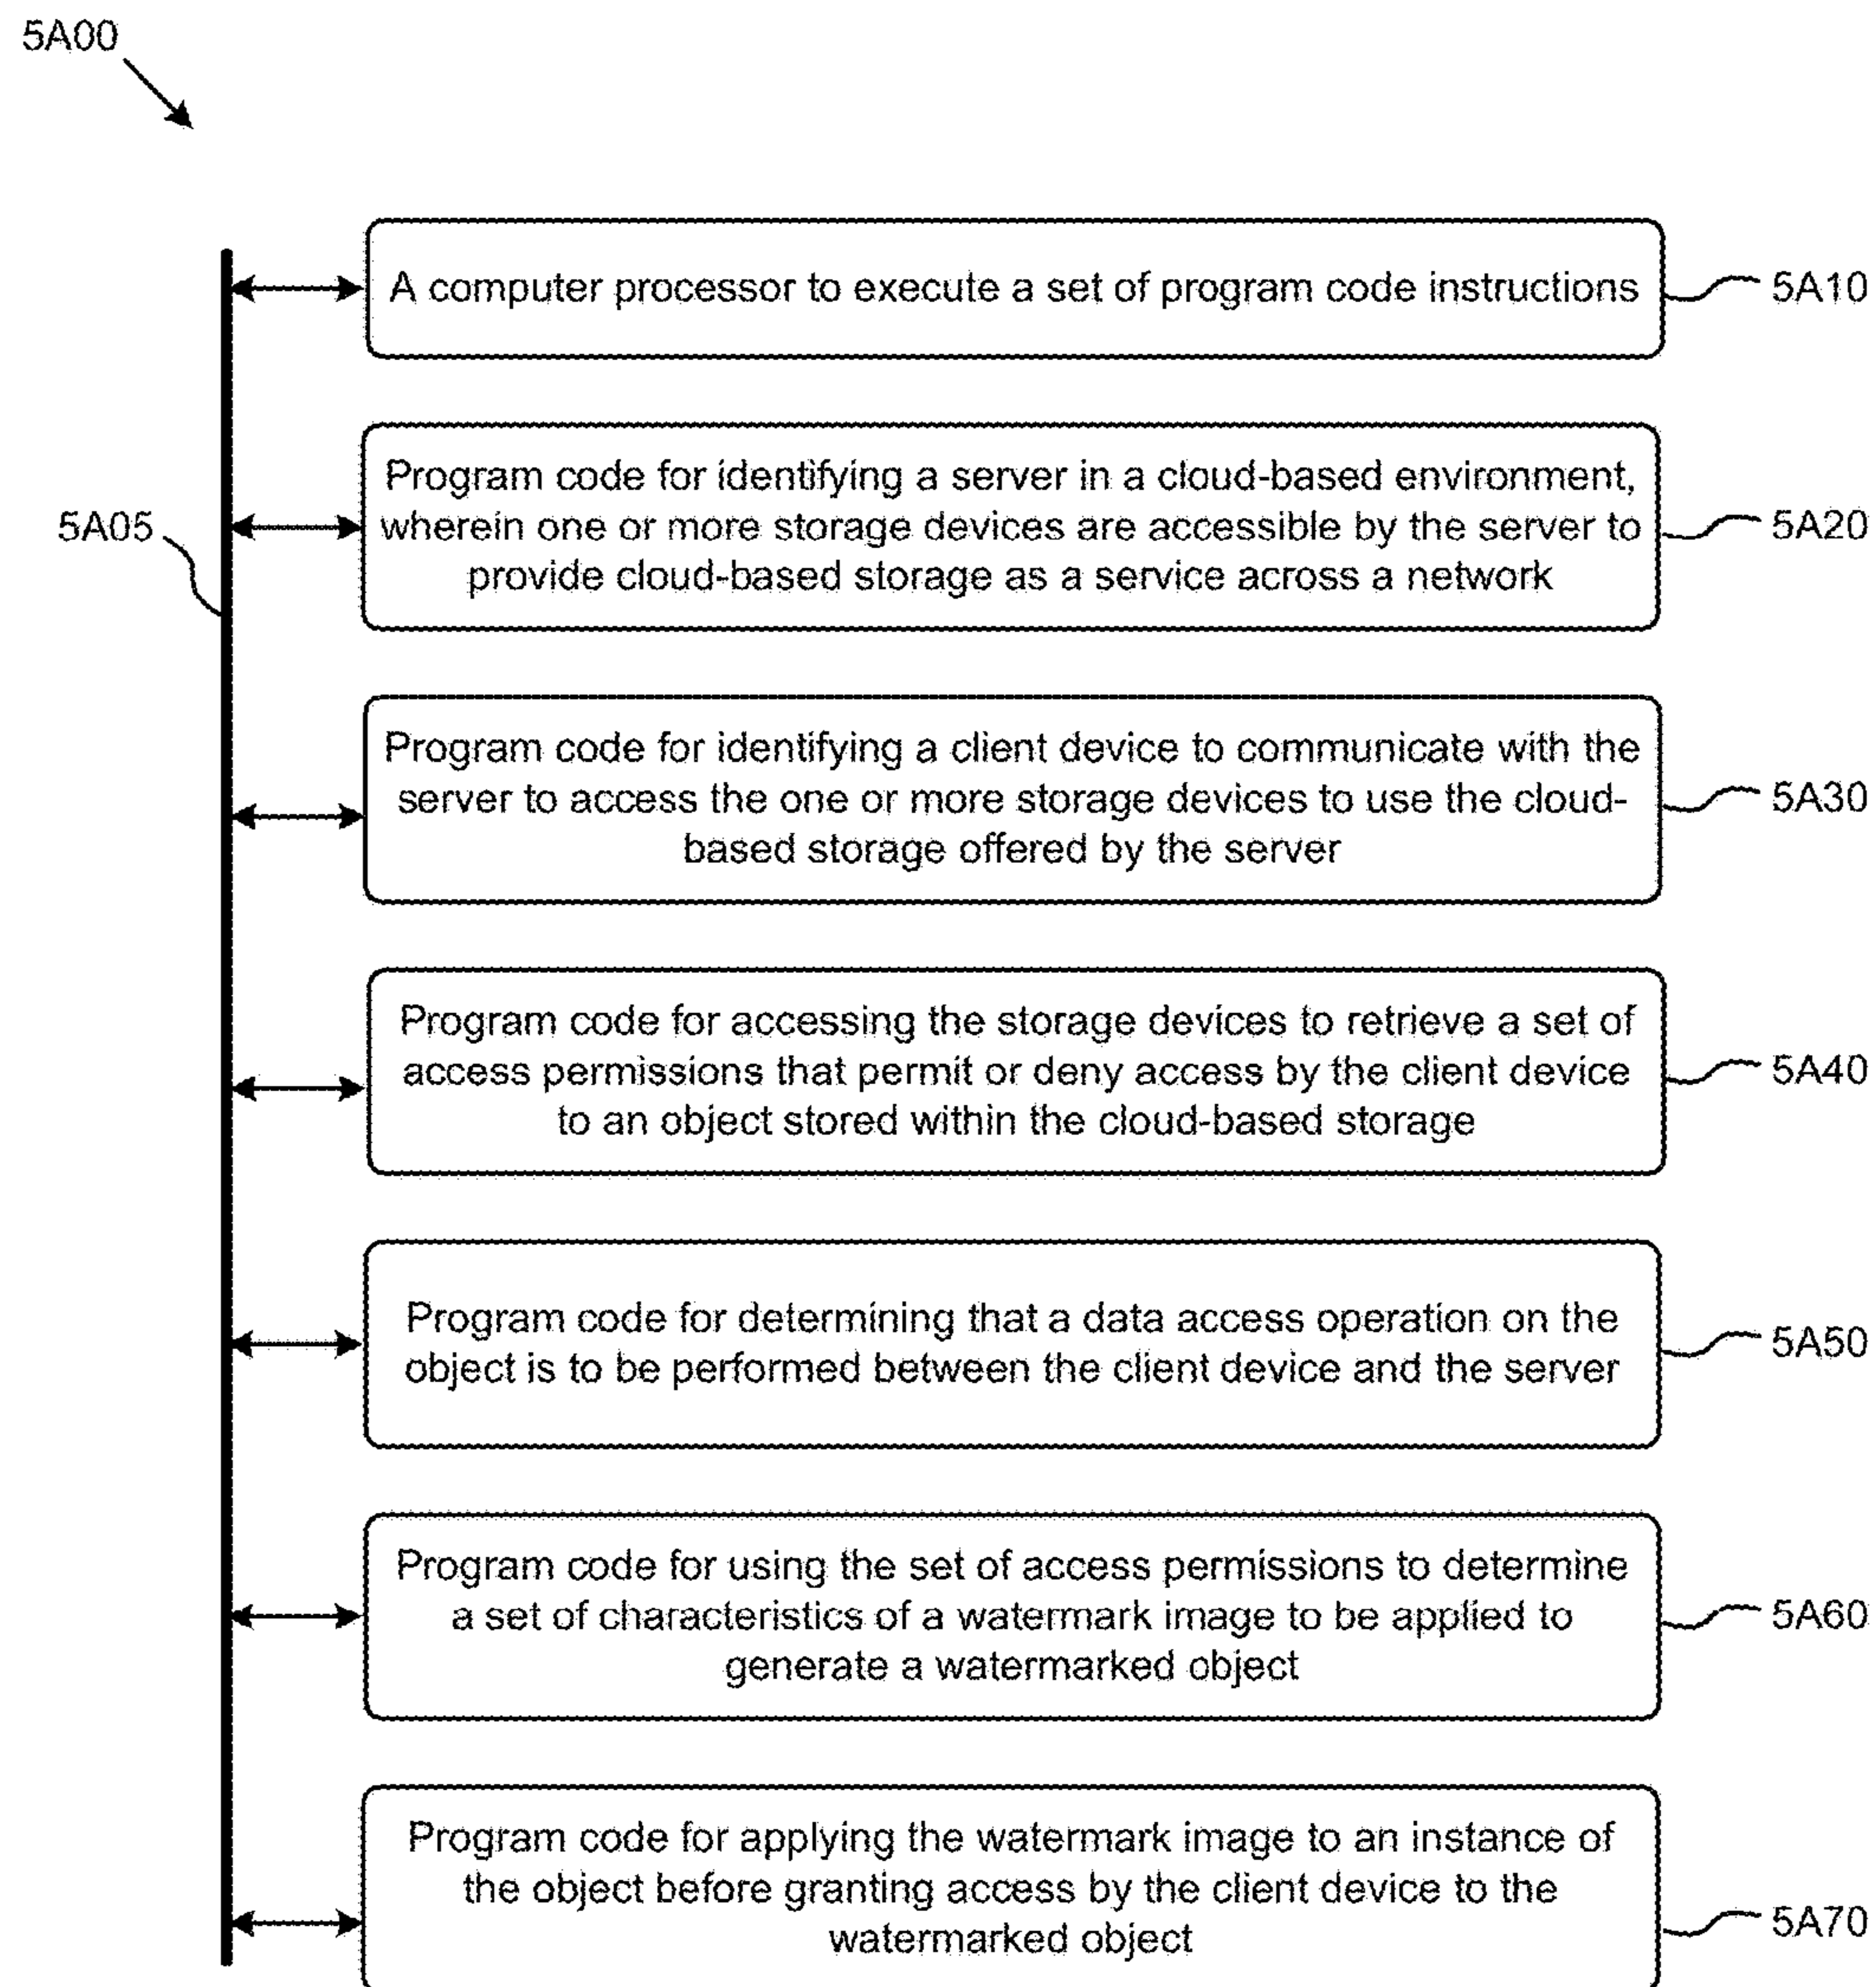 5A00
A computer processor to execute a set of program code instructions
5A10
Program code for identifying a server in a cloud-based environment,
wherein one or more storage devices are accessible by the server to
provide cloud-based storage as a service across a network
5A20
5A05
Program code for identifying a client device to communicate with the
server to access the one or more storage devices to use the cloud-
based storage offered by the server
5A30
Program code for accessing the storage devices to retrieve a set of
access permissions that permit or deny access by the client device
to an object stored within the cloud-based storage
5A40
Program code for determining that a data access operation on the
object is to be performed between the client device and the server
5A50
Program code for using the set of access permissions to determine
a set of characteristics of a watermark image to be applied to
generate a watermarked object
5A60
Program code for applying the watermark image to an instance of
the object before granting access by the client device to the
watermarked object
5A70